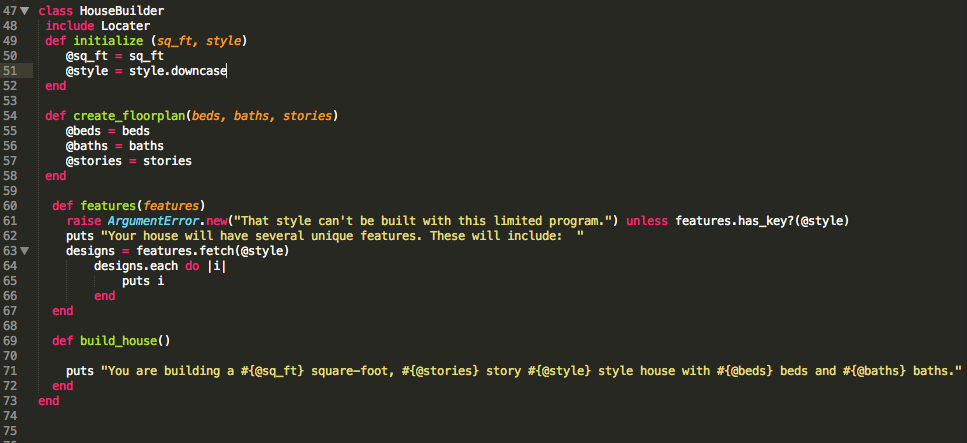 47 class HouseBuilder
48 include Locater
49 def initialize (sq_ft, style)
50 @sq_ft = sq_ft
51 @style = style.downcase
52 end
53
54 def create_floorplan(beds, baths, stories)
55 @beds = beds
56 @baths = baths
57 @stories = stories
58 end
59
60 def features(features)
61 raise ArgumentError.new("That style can't be built with this limited program.") unless features.has_key?(@style)
62 puts "Your house will have several unique features. These will include:  "
63 designs = features.fetch(@style)
64 designs.each do |i|
65 puts i
66 end
67 end
68
69 def build_house()
70
71 puts "You are building a #{@sq_ft} square-foot, #{@stories} story #{@style} style house with #{@beds} beds and #{@baths} baths."
72 end
73 end
74
75